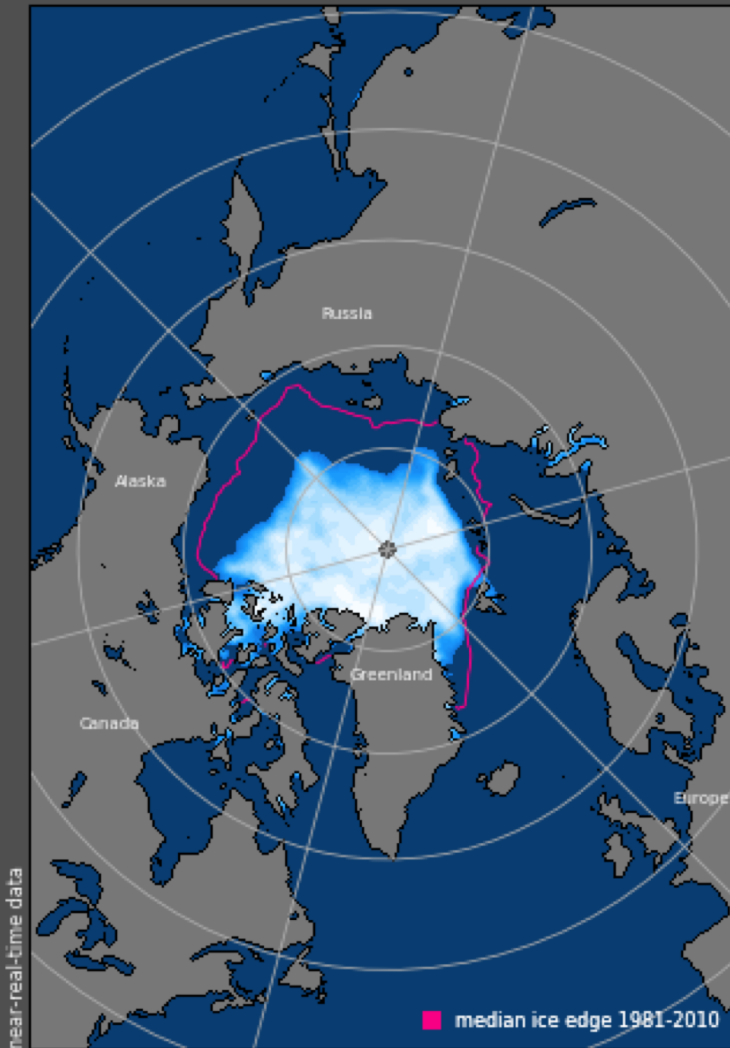 Russia
Alaska
Greenland
Canada
Europe
near-real-time data
median ice edge 1981-2010